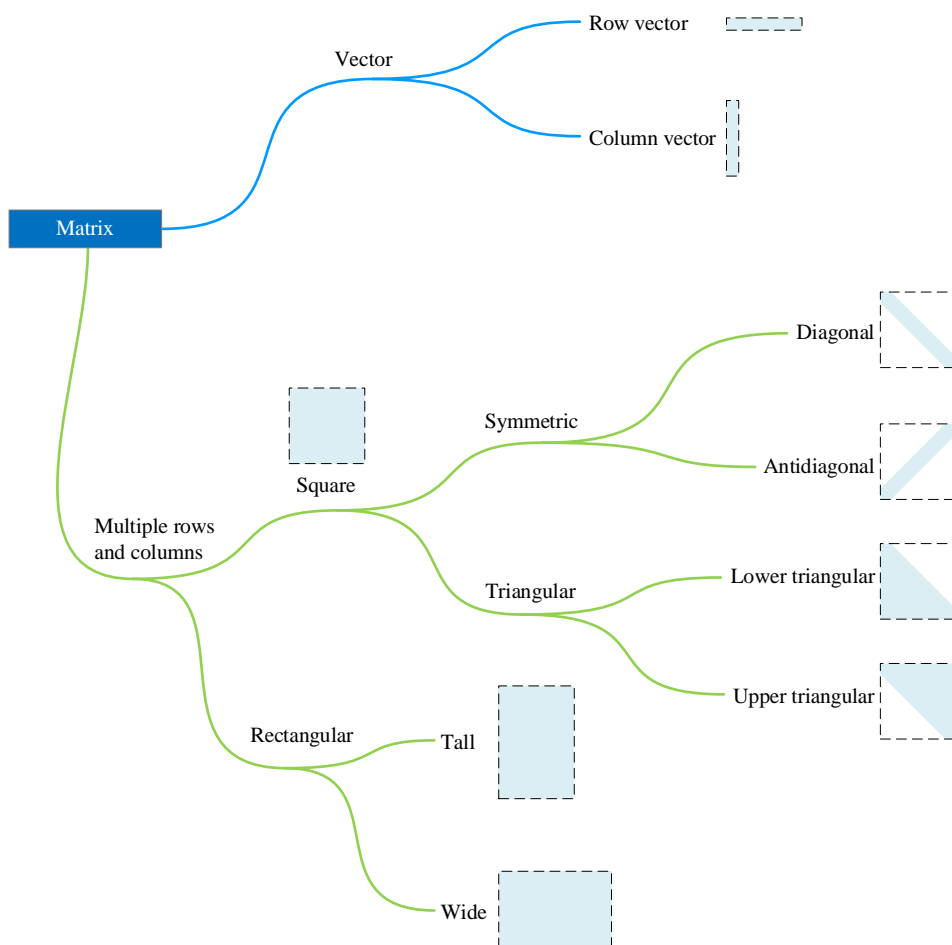 Row vector
Vector
Column vector
Matrix
Diagonal
Symmetric
Antidiagonal
Square
Multiple rows
and columns
Lower triangular
Triangular
Upper triangular
Rectangular
Tall
Wide